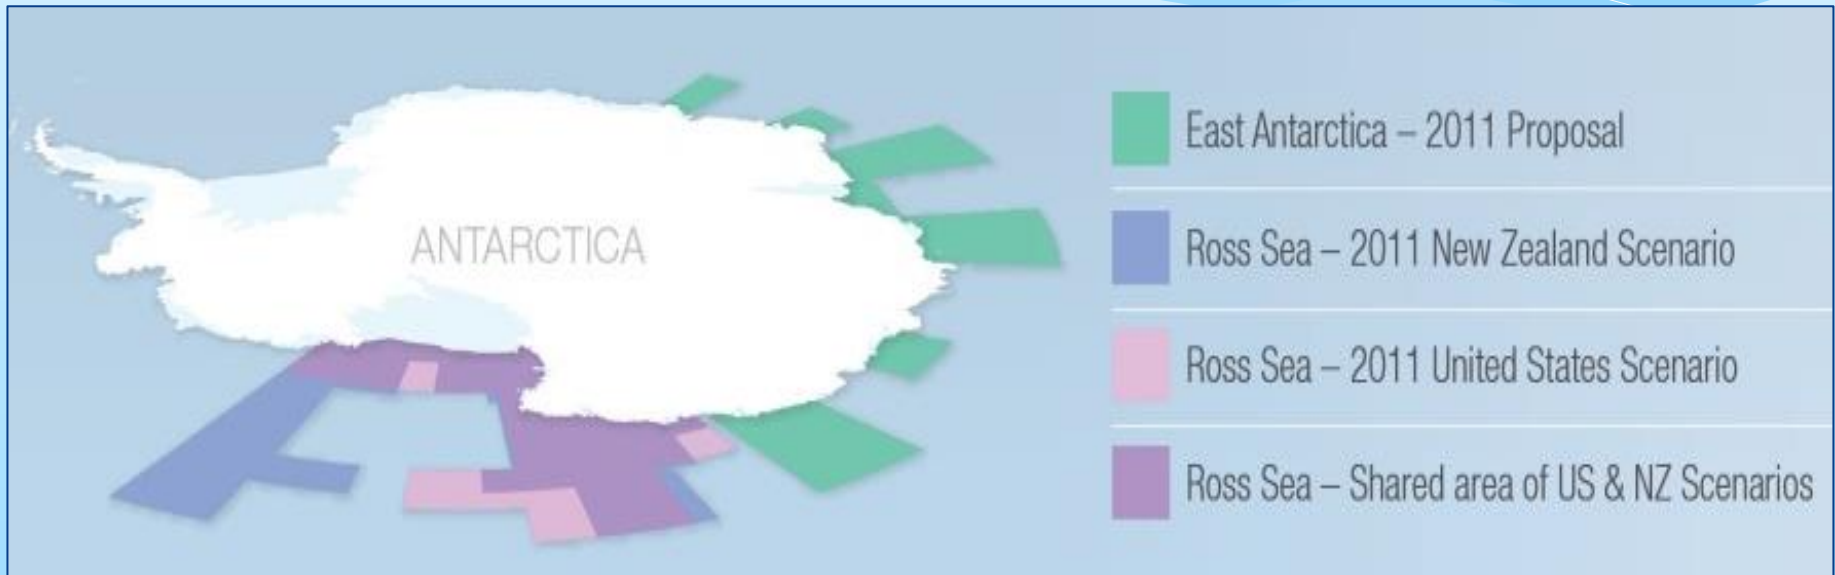 ANTARCTICA
East Antarctica – 2011 Proposal
Ross Sea – 2011 New Zealand Scenario
Ross Sea – 2011 United States Scenario
Ross Sea – Shared area of US & NZ Scenarios